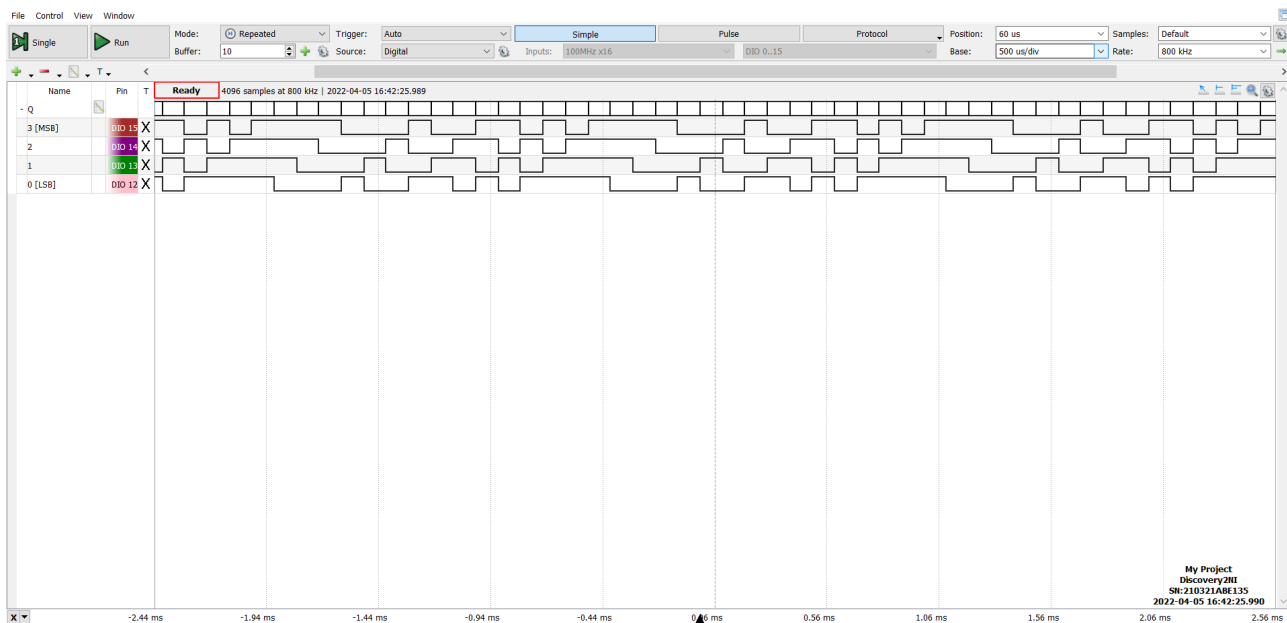 File Control View Window
Single Run Mode: Repeated Trigger: Auto Simple Pulse Protocol Position: 60 us Samples: Default
Buffer: 10 Source: Digital Inputs: 100MHz x16 DIO 0..15 Base: 500 us/div Rate: 800 kHz
T
Name Pin T Ready 4096 samples at 800 kHz | 2022-04-05 16:42:25.989
- Q
3 [MSB] DIO 15 X
2 DIO 14 X
1 DIO 13 X
0 [LSB] DIO 12 X
My Project
Discovery2NI
SN:210321ABE135
2022-04-05 16:42:25.990
X -2.44 ms -1.94 ms -1.44 ms -0.94 ms -0.44 ms 0.56 ms 1.06 ms 1.56 ms 2.06 ms 2.56 ms